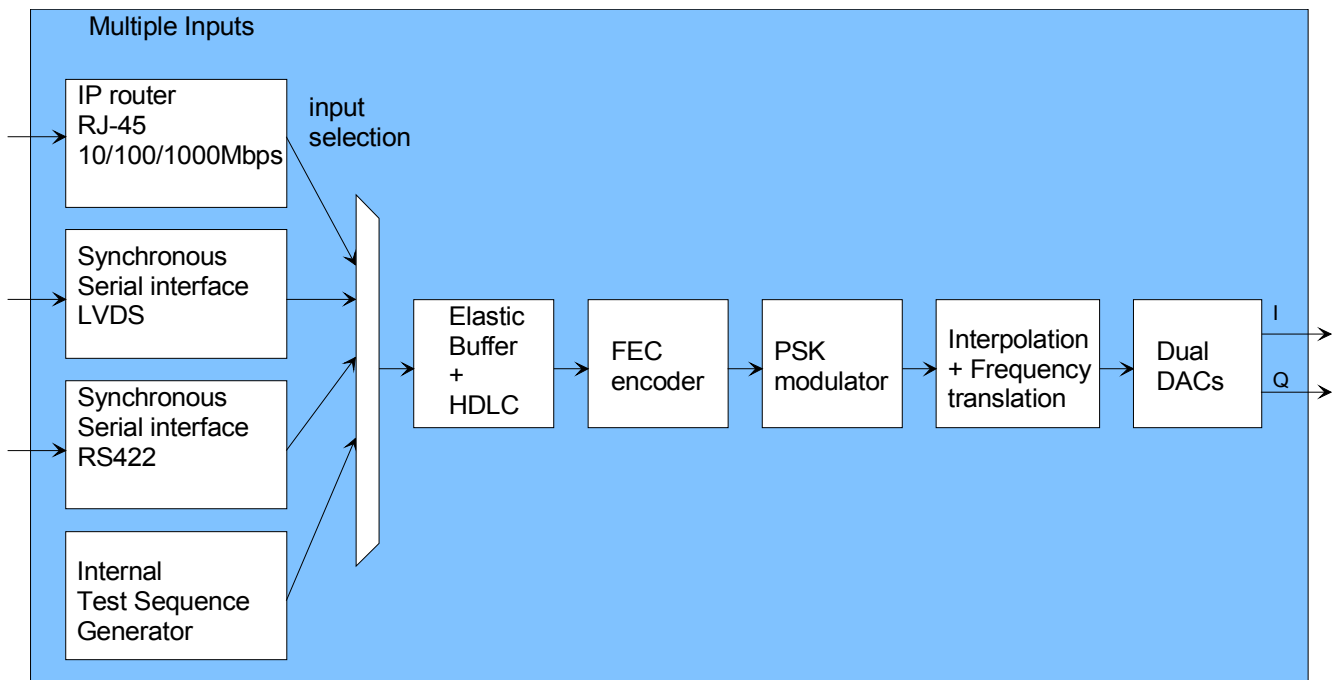 Multiple Inputs
IP router
RJ-45
10/100/1000Mbps
input
selection
Synchronous
Serial interface
LVDS
Synchronous
Serial interface
RS422
Internal
Test Sequence
Generator
Elastic
Buffer
+
HDLC
FEC
encoder
PSK
modulator
Interpolation
+ Frequency
translation
Dual
DACs
I
Q